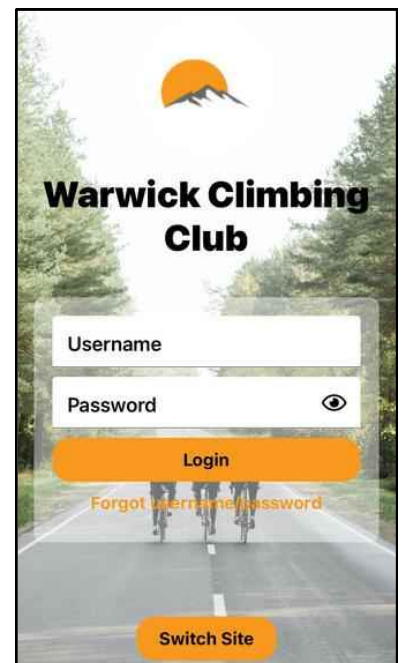 Warwick Climbing
Club
Username
Password
Login
Forgot username/password
Switch Site